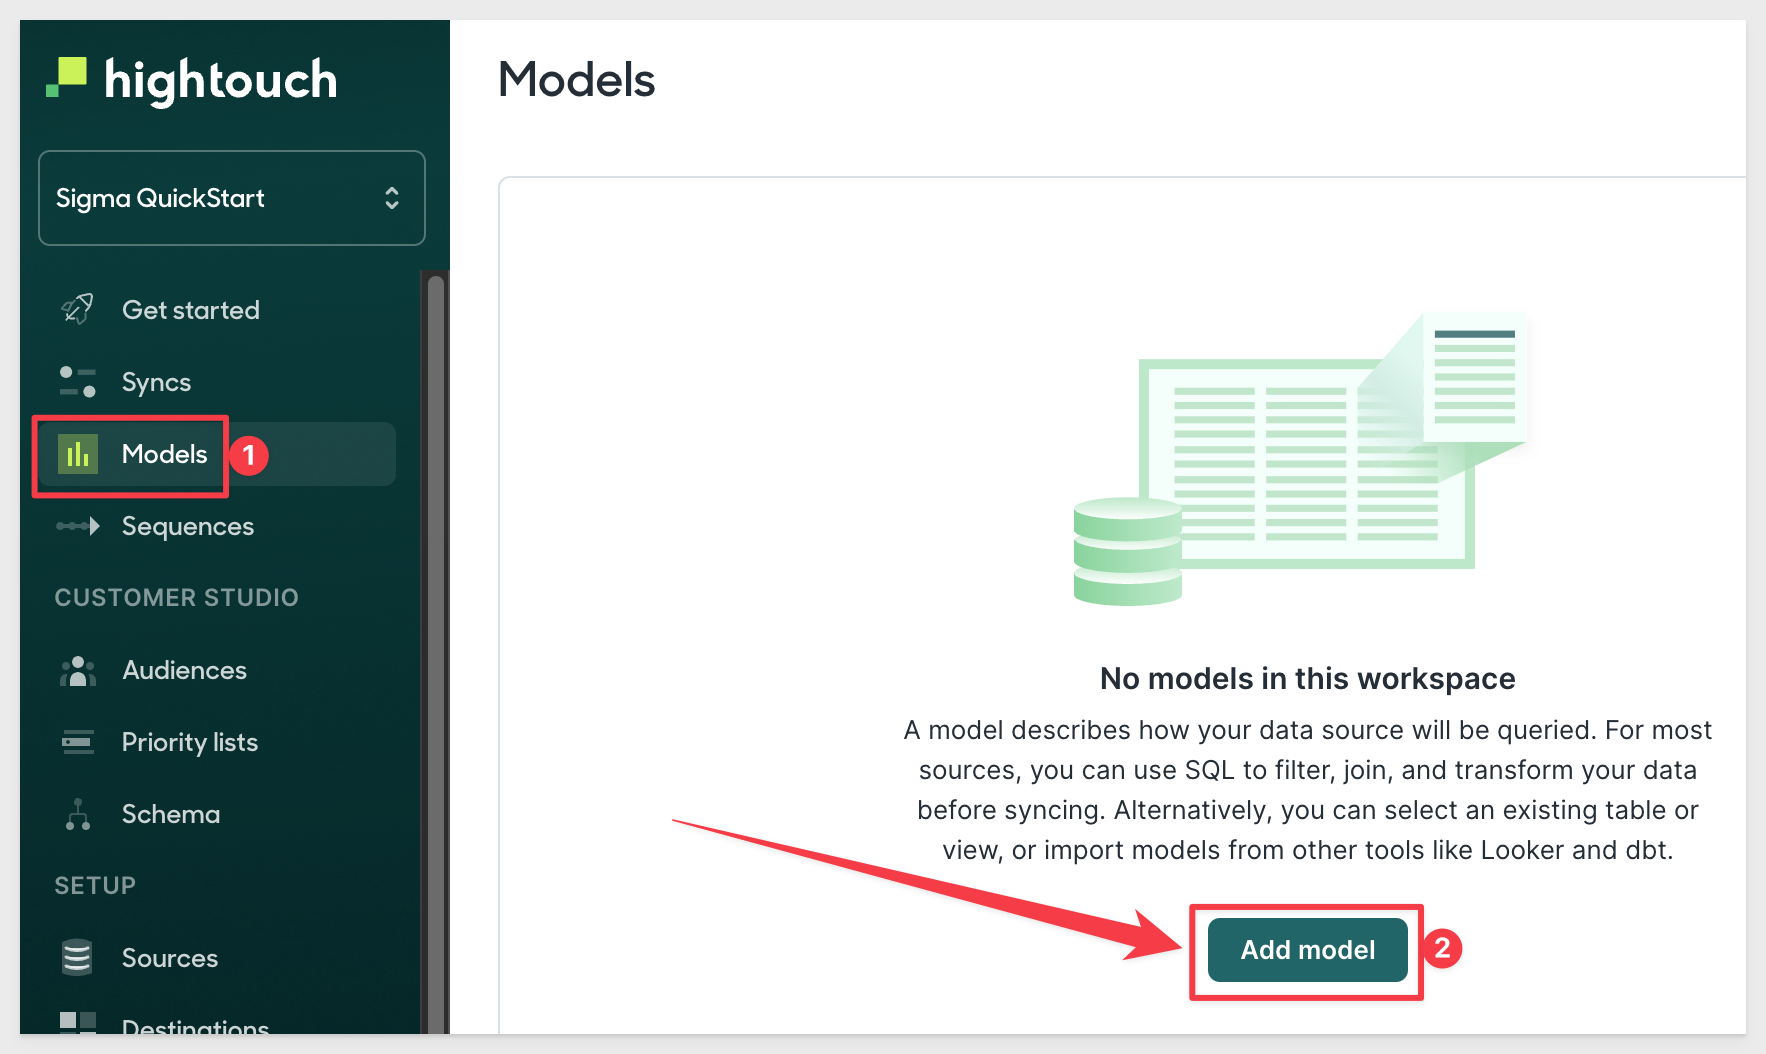 hightouch
Sigma QuickStart
Get started
Syncs
Models
1
Sequences
CUSTOMER STUDIO
Audiences
Priority lists
Schema
SETUP
Sources
Destinations
Models
No models in this workspace
A model describes how your data source will be queried. For most
sources, you can use SQL to filter, join, and transform your data
before syncing. Alternatively, you can select an existing table or
view, or import models from other tools like Looker and dbt.
Add model
2